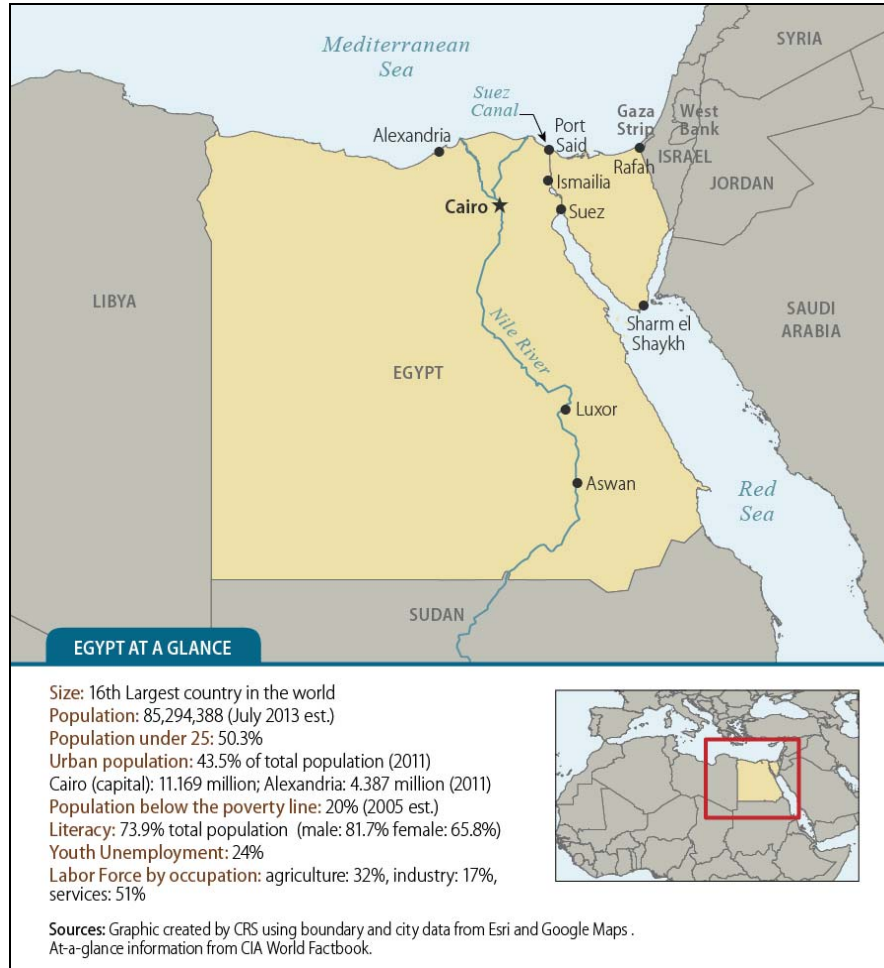 Mediterranean
Sea
SYRIA
Suez
Canal
Port
Said
Gaza
Strip
West
Bank
Alexandria
ISRAEL
Rafah
Ismailia
JORDAN
Cairo
Suez
LIBYA
SAUDI
ARABIA
Sharm el
Shaykh
Nile River
EGYPT
Luxor
Aswan
Red
Sea
SUDAN
EGYPT AT A GLANCE
Size: 16th Largest country in the world
Population: 85,294,388 (July 2013 est.)
Population under 25: 50.3%
Urban population: 43.5% of total population (2011)
Cairo (capital): 11.169 million; Alexandria: 4.387 million (2011)
Population below the poverty line: 20% (2005 est.)
Literacy: 73.9% total population (male: 81.7% female: 65.8%)
Youth Unemployment: 24%
Labor Force by occupation: agriculture: 32%, industry: 17%,
services: 51%
Sources: Graphic created by CRS using boundary and city data from Esri and Google Maps .
At-a-glance information from CIA World Factbook.